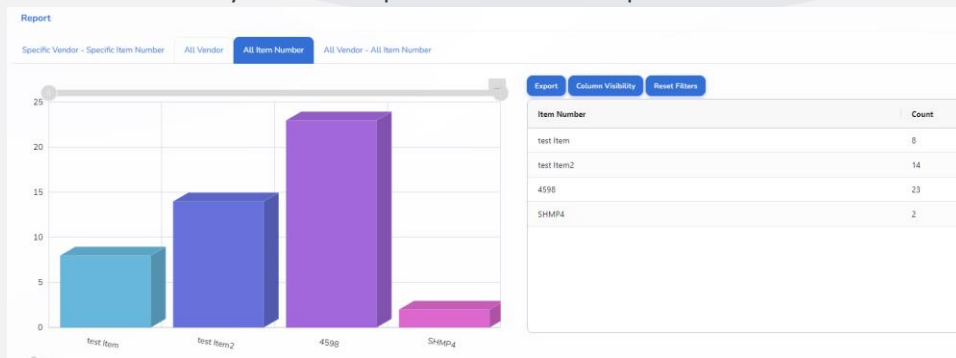 Report
Specific Vendor - Specific Item Number
All Vendor
All Item Number
All Vendor - All Item Number
Export
Column Visibility
Reset Filters
25
20
15
10
5
0
test Item
test Item2
4598
SHMP4
Item Number Count
test Item 8
test Item2 14
4598 23
SHMP4 2